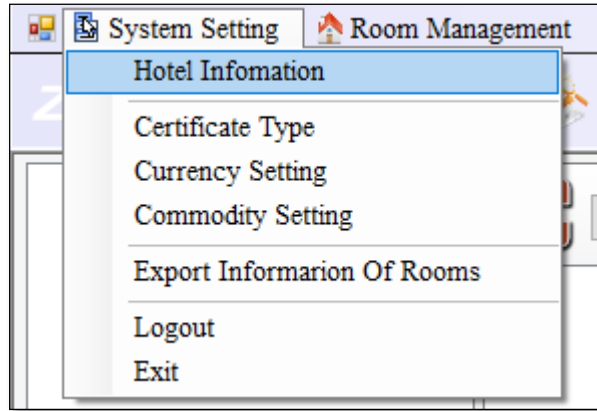 System Setting Room Management
Hotel Infomation
Certificate Type
Currency Setting
Commodity Setting
Export Informarion Of Rooms
Logout
Exit